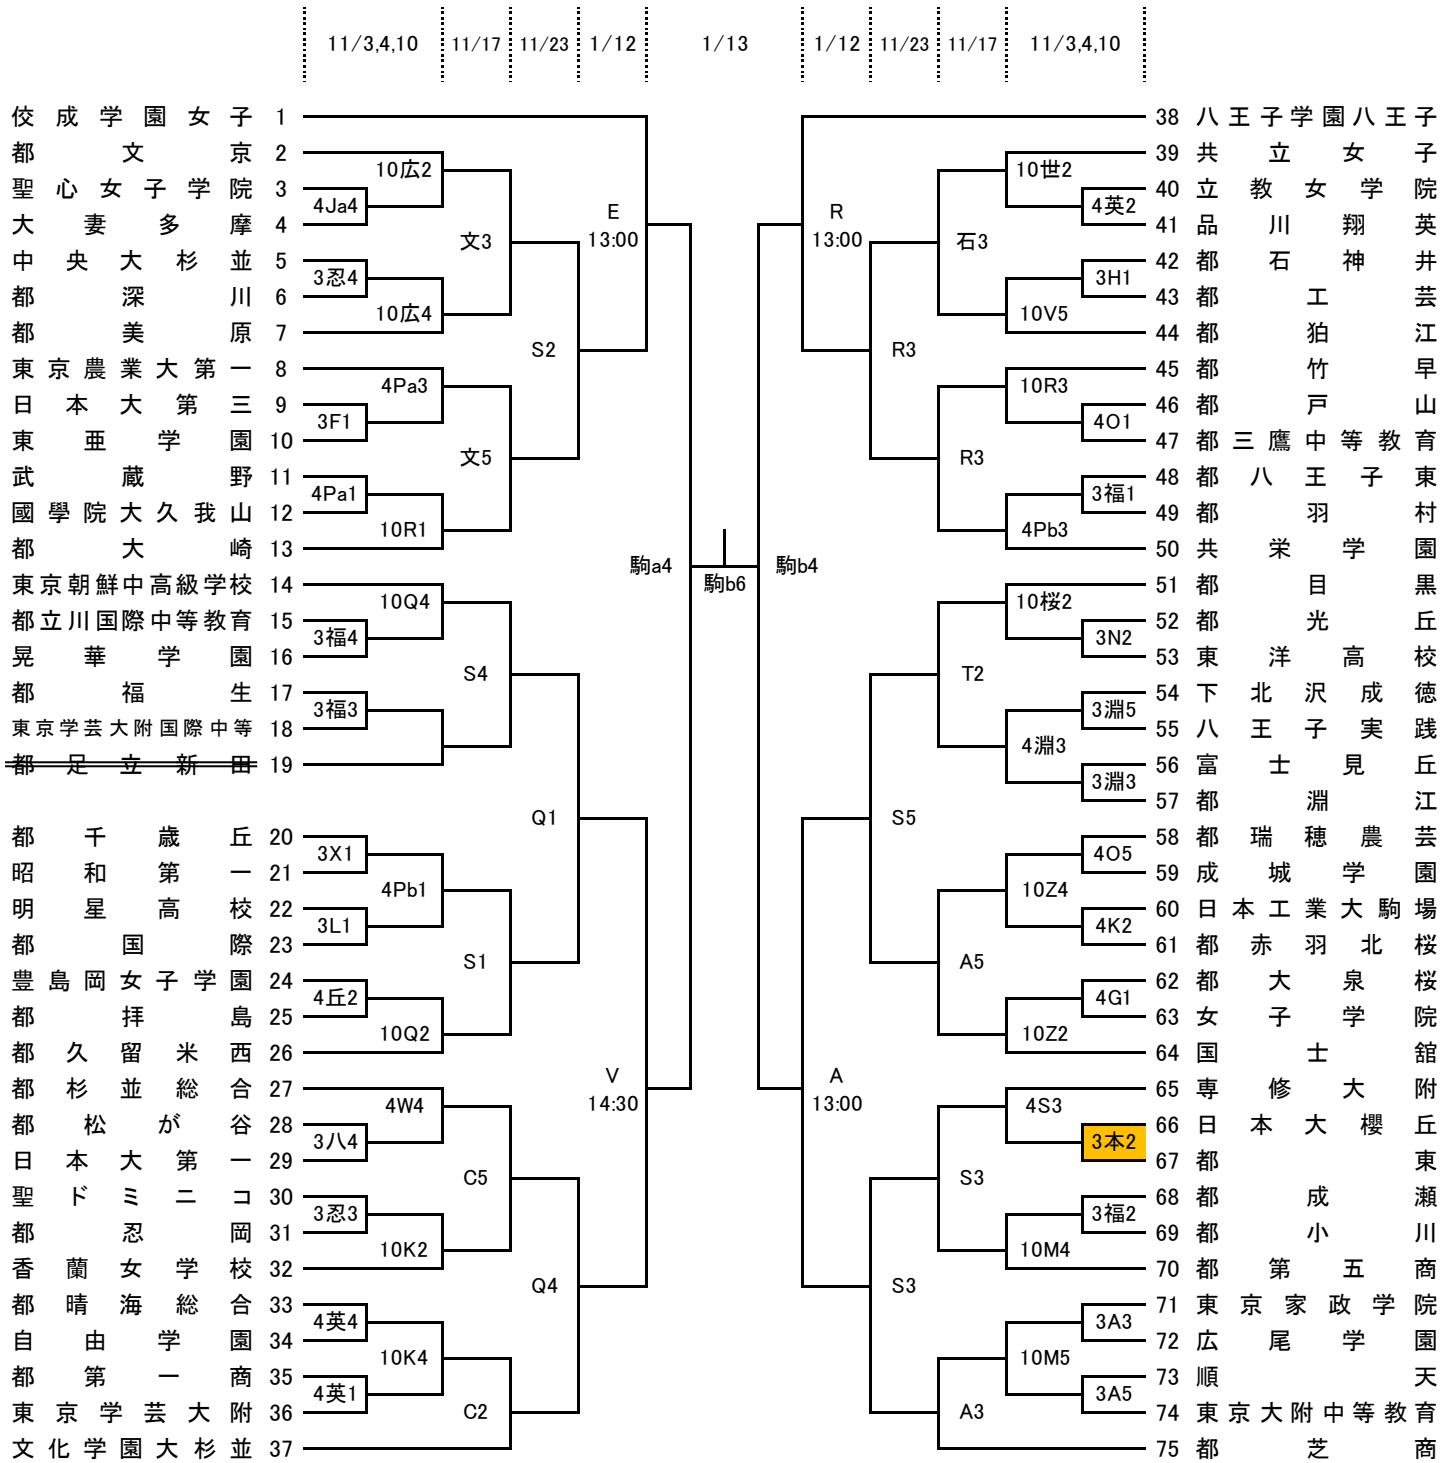 11/3,4,10 11/17 11/23 1/12 1/13 1/12 11/23 11/17 11/3,4,10
佼成学園女子 1 38 八王子学園八王子
都文京 2 39 共立女子
10広2 10世2
聖心女子学院 3 40 立教女学院
4Ja4 E R 4英2
大妻多摩 4 41 品川翔英
13:00 文3 13:00 石3
中央大杉並 5 42 都石神井
3忍4 3H1
都深川 6 43 都工芸
10広4 10V5
都美原 7 44 都狛江
S2 R3
東京農業大第一 8 45 都竹早
4Pa3 10R3
日本大第三 9 46 都戸山
3F1 4O1
東亜学園 10 47 都三鷹中等教育
文5 R3
武蔵野 11 48 都八王子東
4Pa1 3福1
國學院大久我山 12 49 都羽村
10R1 4Pb3
都大崎 13 50 共栄学園
駒a4 駒b6 駒b4
東京朝鮮中高級学校 14 51 都目黒
10Q4 10桜2
都立川国際中等教育 15 52 都光丘
3福4 3N2
晃華学園 16 53 東洋高校
S4 T2
都福生 17 54 下北沢成徳
3福3 3淵5
東京学芸大附国際中等 18 55 八王子実践
4淵3
都足立新田 19 56 富士見丘
3淵3
57 都淵江
Q1 S5
都千歳丘 20 58 都瑞穂農芸
3X1 4O5
昭和第一 21 59 成城学園
4Pb1 10Z4
明星高校 22 60 日本工業大駒場
3L1 4K2
都国際 23 61 都赤羽北桜
S1 A5
豊島岡女子学園 24 62 都大泉桜
4丘2 4G1
都拝島 25 63 女子学院
10Q2 10Z2
都久留米西 26 64 国士舘
V A
都杉並総合 27 65 専修大附
4W4 14:30 13:00 4S3
都松が谷 28 66 日本大櫻丘
3八4 3本2
日本大第一 29 67 都東
C5 S3
聖ドミニコ 30 68 都成瀬
3忍3 3福2
都忍岡 31 69 都小川
10K2 10M4
香蘭女学校 32 70 都第五商
Q4 S3
都晴海総合 33 71 東京家政学院
4英4 3A3
自由学園 34 72 広尾学園
10K4 10M5
都第一商 35 73 順天
4英1 3A5
東京学芸大附 36 74 東京大附中等教育
C2 A3
文化学園大杉並 37 75 都芝商